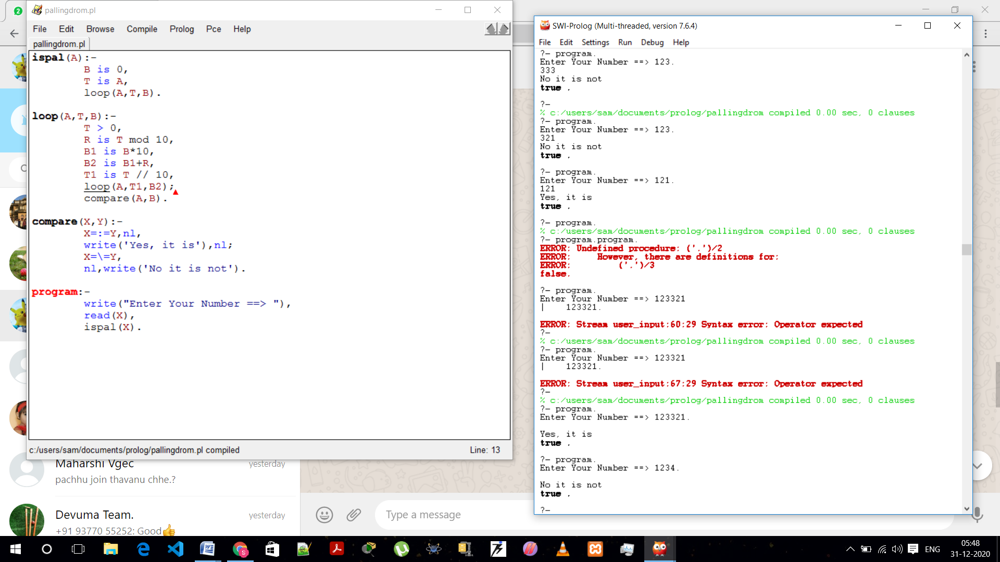 2
pallingdrom.pl
File Edit Browse Compile Prolog Pce Help
pallingdrom.pl
ispal(A):-
B is 0,
T is A,
loop(A,T,B).
loop(A,T,B):-
T > 0,
R is T mod 10,
B1 is B*10,
B2 is B1+R,
T1 is T // 10,
loop(A,T1,B2);
compare(A,B).
compare(X,Y):-
X=:=Y,nl,
write('Yes, it is'),nl;
X=\=Y,
nl,write('No it is not').
program:-
write("Enter Your Number ==> "),
read(X),
ispal(X).
c:/users/sam/documents/prolog/pallingdrom.pl compiled
Line: 13
SWI-Prolog (Multi-threaded, version 7.6.4)
File Edit Settings Run Debug Help
?- program.
Enter Your Number ==> 123.
333
No it is not
true .
?-
% c:/users/sam/documents/prolog/pallingdrom compiled 0.00 sec, 0 clauses
?- program.
Enter Your Number ==> 123.
321
No it is not
true .
?- program.
Enter Your Number ==> 121.
121
Yes, it is
true .
?- program.
% c:/users/sam/documents/prolog/pallingdrom compiled 0.00 sec, 0 clauses
?- program.program.
ERROR: Undefined procedure: ('.')/2
ERROR: However, there are definitions for:
ERROR: ('.')/3
false.
?- program.
Enter Your Number ==> 123321
| 123321.
ERROR: Stream user_input:60:29 Syntax error: Operator expected
?-
% c:/users/sam/documents/prolog/pallingdrom compiled 0.00 sec, 0 clauses
?- program.
Enter Your Number ==> 123321
| 123321.
ERROR: Stream user_input:67:29 Syntax error: Operator expected
?-
% c:/users/sam/documents/prolog/pallingdrom compiled 0.00 sec, 0 clauses
?- program.
Enter Your Number ==> 123321.
Yes, it is
true .
?- program.
Enter Your Number ==> 1234.
No it is not
true .
?-
Maharshi Vgec
yesterday
pachhu join thavanu chhe.?
Devuma Team.
yesterday
+91 93770 55252: Good👍
Type a message
ENG
05:48
31-12-2020